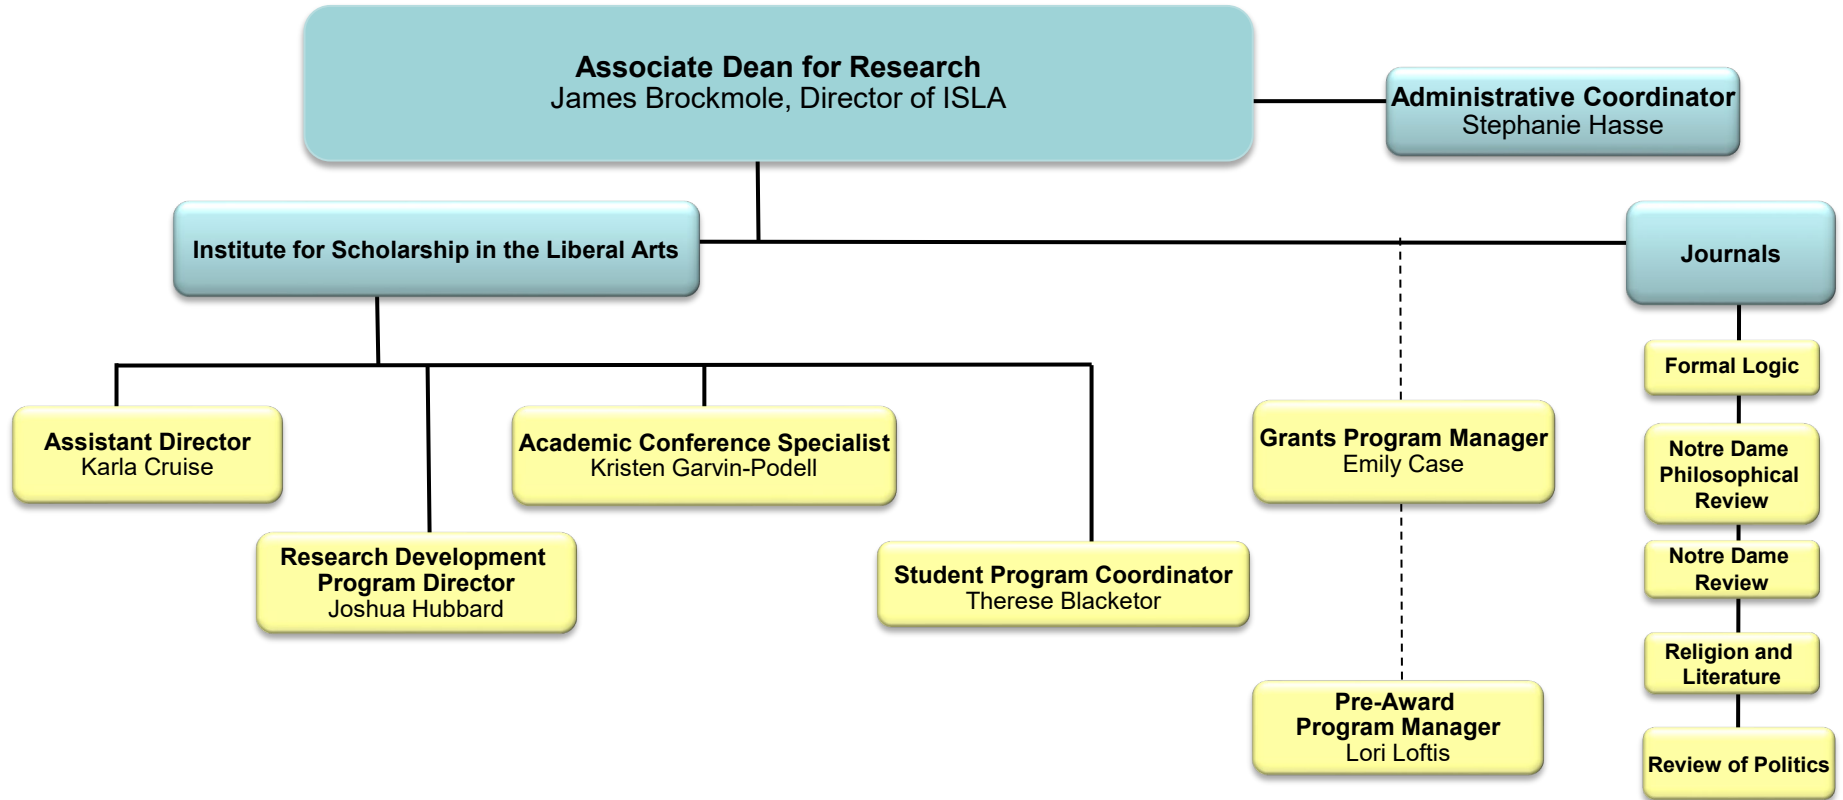 Associate Dean for Research
James Brockmole, Director of ISLA
Administrative Coordinator
Stephanie Hasse
Institute for Scholarship in the Liberal Arts
Journals
Assistant Director
Karla Cruise
Research Development
Program Director
Joshua Hubbard
Academic Conference Specialist
Kristen Garvin-Podell
Student Program Coordinator
Therese Blacketor
Grants Program Manager
Emily Case
Pre-Award
Program Manager
Lori Loftis
Formal Logic
Notre Dame
Philosophical
Review
Notre Dame
Review
Religion and
Literature
Review of Politics